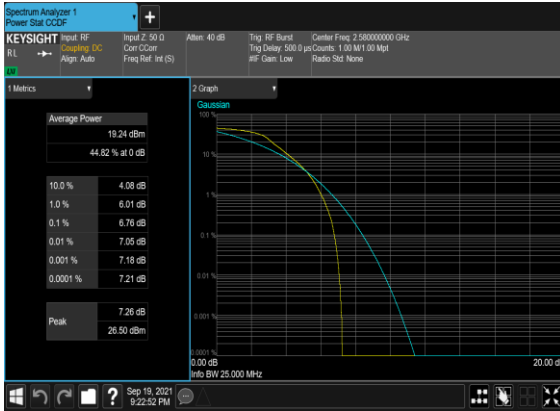 Spectrum Analyzer 1
Power Stat CCDF
+
KEYSIGHT
RL
Input: RF
Coupling: DC
Align: Auto
Input Z: 50 Ω
Corr CCorr
Freq Ref: Int (S)
Atten: 40 dB
Trig: RF Burst
Trig Delay: 500.0 µs
#IF Gain: Low
Center Freq: 2.580000000 GHz
Counts: 1.00 M/1.00 Mpt
Radio Std: None
1 Metrics
Average Power
19.24 dBm
44.82 % at 0 dB
10.0 % 4.08 dB
1.0 % 6.01 dB
0.1 % 6.76 dB
0.01 % 7.05 dB
0.001 % 7.18 dB
0.0001 % 7.21 dB
Peak
7.26 dB
26.50 dBm
2 Graph
Gaussian
100 %
10 %
1 %
0.1 %
0.01 %
0.001 %
0.0001 %
0.00 dB
20.00 d
Info BW 25.000 MHz
?
Sep 19, 2021
9:22:52 PM